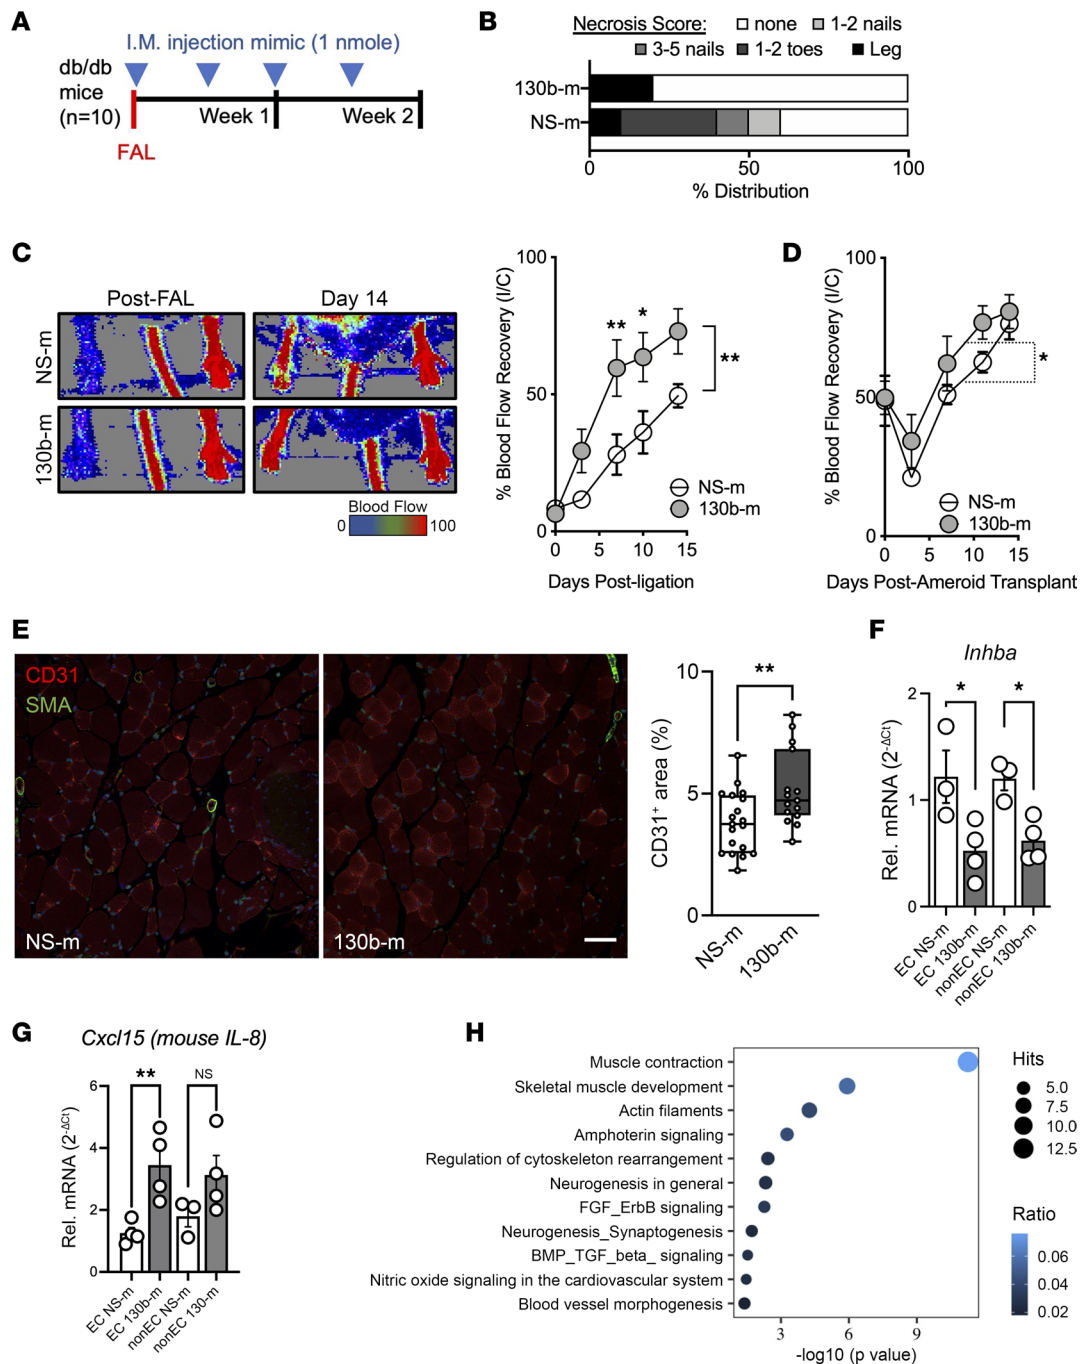 A
I.M. injection mimic (1 nmole)
db/db
mice
(n=10)
Week 1
Week 2
FAL
B
Necrosis Score: none 1-2 nails
3-5 nails 1-2 toes Leg
130b-m
NS-m
0 50 100
% Distribution
C
Post-FAL Day 14
NS-m
130b-m
Blood Flow
0 100
% Blood Flow Recovery (I/C)
100
50
0
** *
**
NS-m
130b-m
0 5 10 15
Days Post-ligation
D
% Blood Flow Recovery (I/C)
100
50
0
*
NS-m
130b-m
0 5 10 15
Days Post-Ameroid Transplant
E
CD31
SMA
NS-m
130b-m
CD31+ area (%)
10
5
0
**
NS-m
130b-m
F
Inhba
Rel. mRNA (2-ΔCt)
2
1
0
* *
EC NS-m
EC 130b-m
nonEC NS-m
nonEC 130b-m
G
Cxcl15 (mouse IL-8)
Rel. mRNA (2-ΔCt)
6
4
2
0
** NS
EC NS-m
EC 130b-m
nonEC NS-m
nonEC 130-m
H
Muscle contraction
Skeletal muscle development
Actin filaments
Amphoterin signaling
Regulation of cytoskeleton rearrangement
Neurogenesis in general
FGF_ErbB signaling
Neurogenesis_Synaptogenesis
BMP_TGF_beta_ signaling
Nitric oxide signaling in the cardiovascular system
Blood vessel morphogenesis
3 6 9
-log10 (p value)
Hits
5.0
7.5
10.0
12.5
Ratio
0.06
0.04
0.02